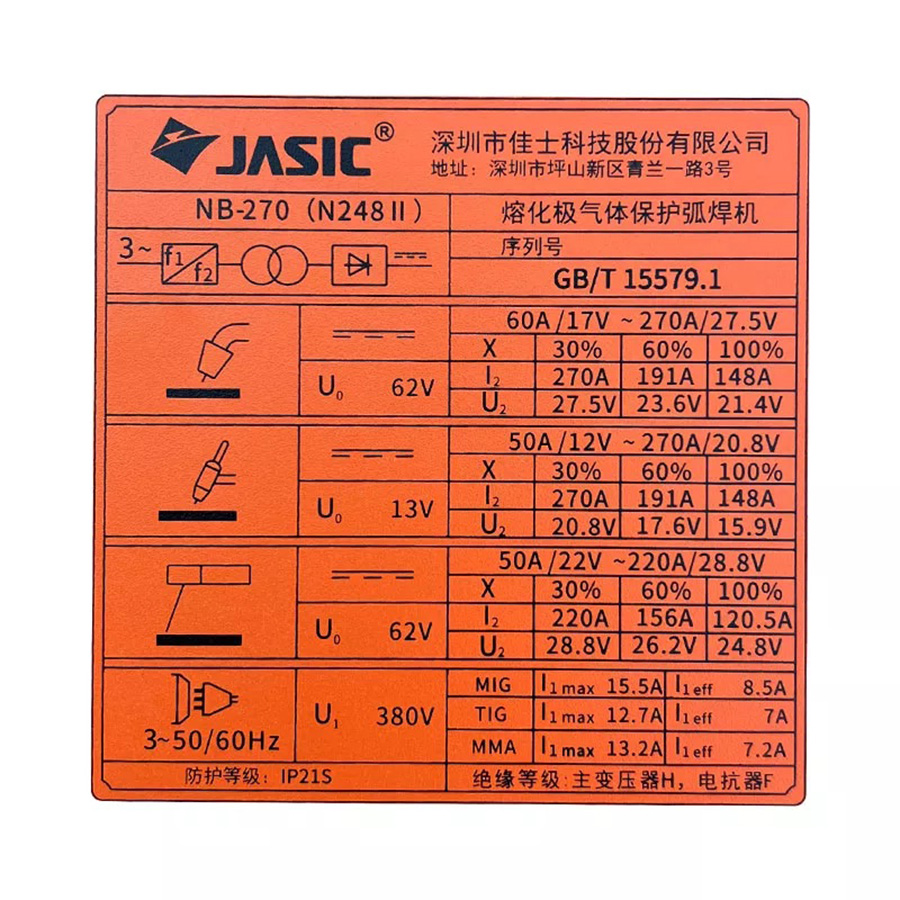 JASIC®
深圳市佳士科技股份有限公司
地址：深圳市坪山新区青兰一路3号
NB-270（N248Ⅱ）
熔化极气体保护弧焊机
3~ f1 f2
序列号
GB/T 15579.1
60A/17V ~ 270A/27.5V
X 30% 60% 100%
U0 62V
I2 270A 191A 148A
U2 27.5V 23.6V 21.4V
50A/12V ~ 270A/20.8V
X 30% 60% 100%
U0 13V
I2 270A 191A 148A
U2 20.8V 17.6V 15.9V
50A/22V ~220A/28.8V
X 30% 60% 100%
U0 62V
I2 220A 156A 120.5A
U2 28.8V 26.2V 24.8V
3~50/60Hz
U1 380V
MIG I1max 15.5A I1eff 8.5A
TIG I1max 12.7A I1eff 7A
MMA I1max 13.2A I1eff 7.2A
防护等级：IP21S
绝缘等级:主变压器H，电抗器F